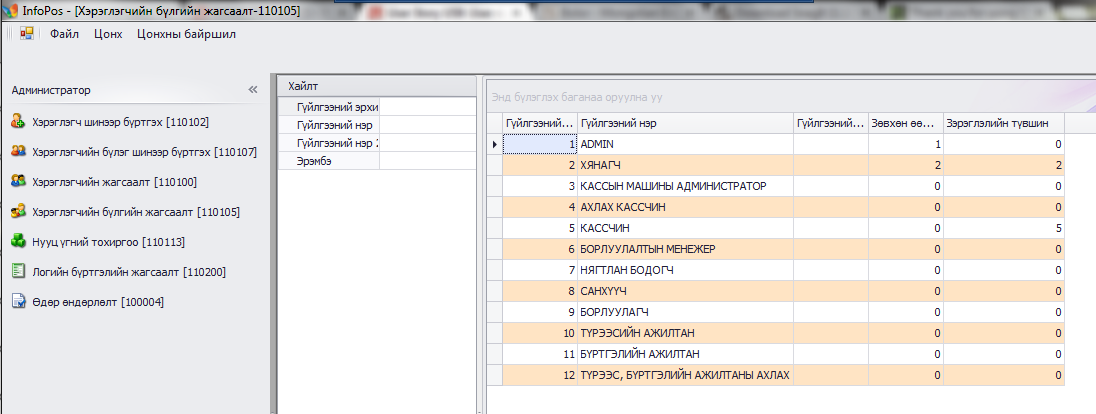 InfoPos - [Хэрэглэгчийн бүлгийн жагсаалт-110105]
Файл Цонх Цонхны байршил
Администратор
Хэрэглэгч шинээр бүртгэх [110102]
Хэрэглэгчийн бүлэг шинээр бүртгэх [110107]
Хэрэглэгчийн жагсаалт [110100]
Хэрэглэгчийн бүлгийн жагсаалт [110105]
Нууц үгний тохиргоо [110113]
Логийн бүртгэлийн жагсаалт [110200]
Өдөр өндөрлөлт [100004]
Хайлт
Гүйлгээний эрхи
Гүйлгээний нэр
Гүйлгээний нэр 2
Эрэмбэ
Энд бүлэглэх баганаа оруулна уу
Гүйлгээний... Гүйлгээний нэр Гүйлгээний... Зөвхөн өө... Зэрэглэлийн түвшин
1 ADMIN 1 0
2 ХЯНАГЧ 2 2
3 КАССЫН МАШИНЫ АДМИНИСТРАТОР 0 0
4 АХЛАХ КАССЧИН 0 0
5 КАССЧИН 0 5
6 БОРЛУУЛАЛТЫН МЕНЕЖЕР 0 0
7 НЯГТЛАН БОДОГЧ 0 0
8 САНХҮҮЧ 0 0
9 БОРЛУУЛАГЧ 0 0
10 ТҮРЭЭСИЙН АЖИЛТАН 0 0
11 БҮРТГЭЛИЙН АЖИЛТАН 0 0
12 ТҮРЭЭС, БҮРТГЭЛИЙН АЖИЛТАНЫ АХЛАХ 0 0